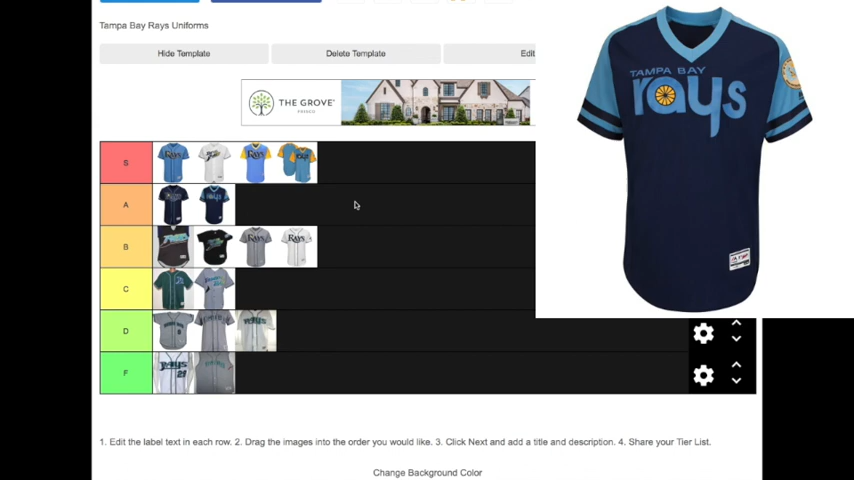 Tampa Bay Rays Uniforms
Hide Template
Delete Template
Edit
THE GROVE
FRISCO
TAMPA BAY
rays
S
A
B
C
D
F
1. Edit the label text in each row. 2. Drag the images into the order you would like. 3. Click Next and add a title and description. 4. Share your Tier List.
Change Background Color